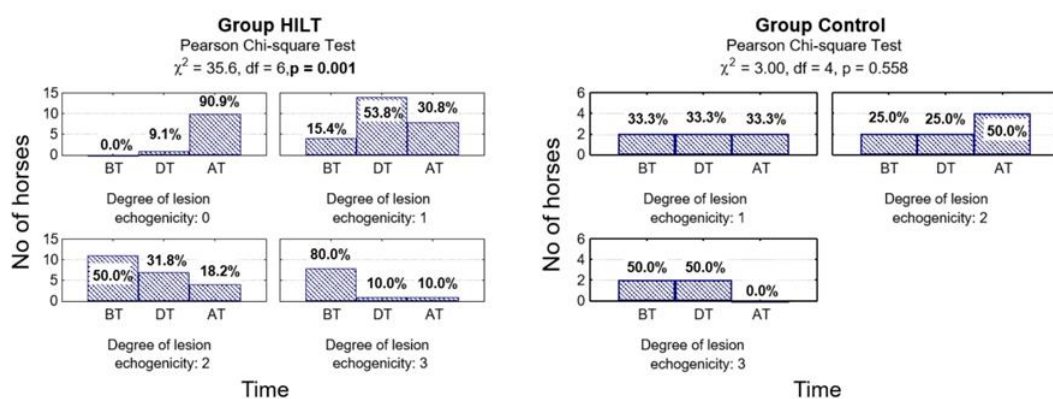 Group HILT
Pearson Chi-square Test
χ² = 35.6, df = 6,p = 0.001
No of horses
15
10
5
0
0.0%
9.1%
90.9%
BT DT AT
Degree of lesion
echogenicity: 0
15.4%
53.8%
30.8%
BT DT AT
Degree of lesion
echogenicity: 1
15
10
5
0
50.0%
31.8%
18.2%
BT DT AT
Degree of lesion
echogenicity: 2
80.0%
10.0%
10.0%
BT DT AT
Degree of lesion
echogenicity: 3
Time
Group Control
Pearson Chi-square Test
χ² = 3.00, df = 4, p = 0.558
No of horses
6
4
2
0
33.3%
33.3%
33.3%
BT DT AT
Degree of lesion
echogenicity: 1
25.0%
25.0%
50.0%
BT DT AT
Degree of lesion
echogenicity: 2
6
4
2
0
50.0%
50.0%
0.0%
BT DT AT
Degree of lesion
echogenicity: 3
Time